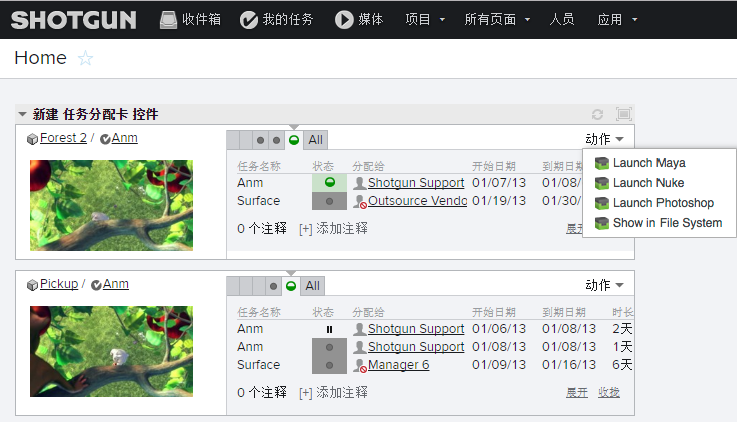 SHOTGUN 收件箱 我的任务 媒体 项目 所有页面 人员 应用
Home
新建 任务分配卡 控件
Forest 2 / Anm
All
动作
Launch Maya
Launch Nuke
Launch Photoshop
Show in File System
任务名称 状态 分配给 开始日期 到期日期
Anm Shotgun Support 01/07/13 01/08/
Surface Outsource Vendo 01/19/13 01/30/
0 个注释 [+] 添加注释
Pickup / Anm
All
动作
任务名称 状态 分配给 开始日期 到期日期 时长
Anm Shotgun Support 01/06/13 01/08/13 2天
Anm Shotgun Support 01/08/13 01/08/13 1天
Surface Manager 6 01/09/13 01/16/13 6天
0 个注释 [+] 添加注释 展开 收拢